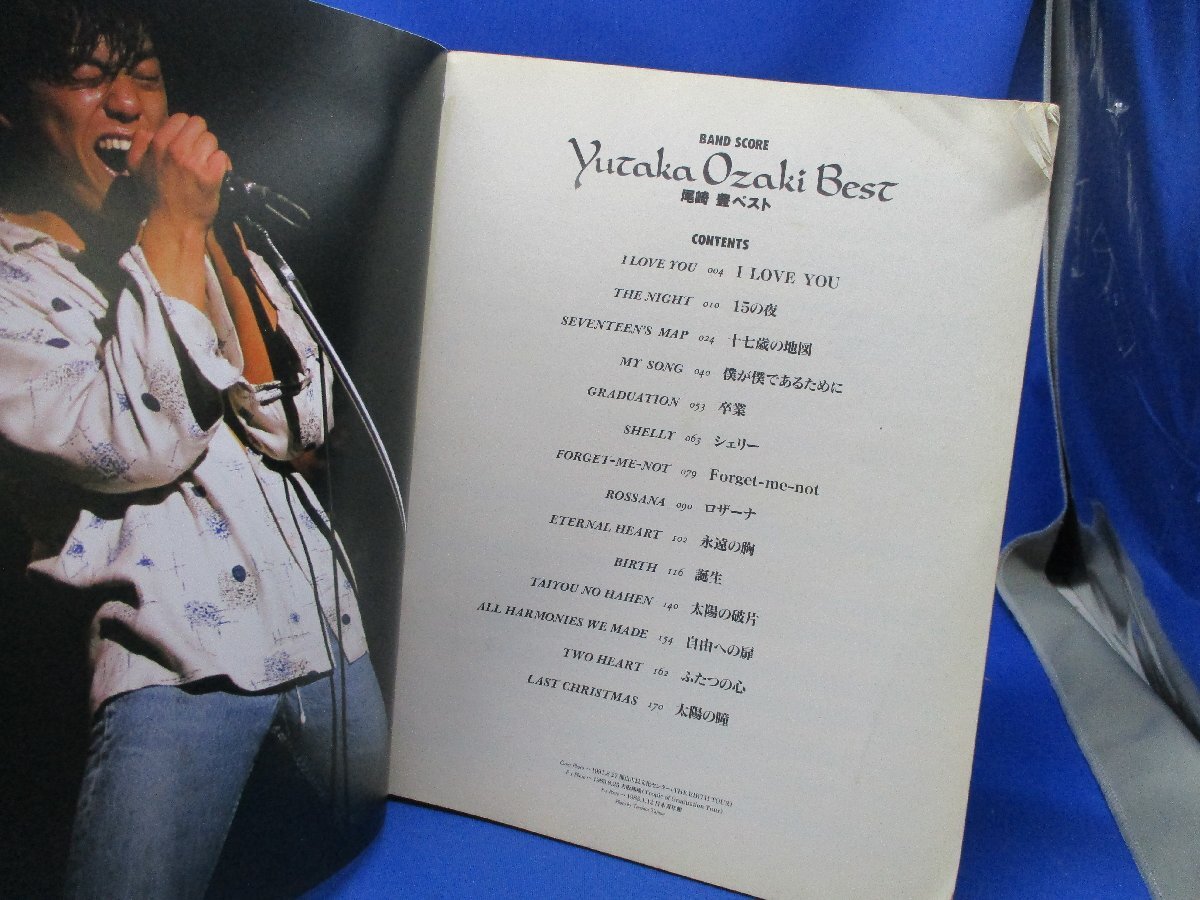 BAND SCORE
Yutaka Ozaki Best
尾崎 豊ベスト
CONTENTS
I LOVE YOU 004 I LOVE YOU
THE NIGHT 010 15の夜
SEVENTEEN'S MAP 024 十七歳の地図
MY SONG 040 僕が僕であるために
GRADUATION 053 卒業
SHELLY 063 シェリー
FORGET-ME-NOT 079 Forget-me-not
ROSSANA 090 ロザーナ
ETERNAL HEART 102 永遠の胸
BIRTH 116 誕生
TAIYOU NO HAHEN 140 太陽の破片
ALL HARMONIES WE MADE 154 自由への扉
TWO HEART 162 ふたつの心
LAST CHRISTMAS 170 太陽の瞳
(THE BIRTH TOUR)